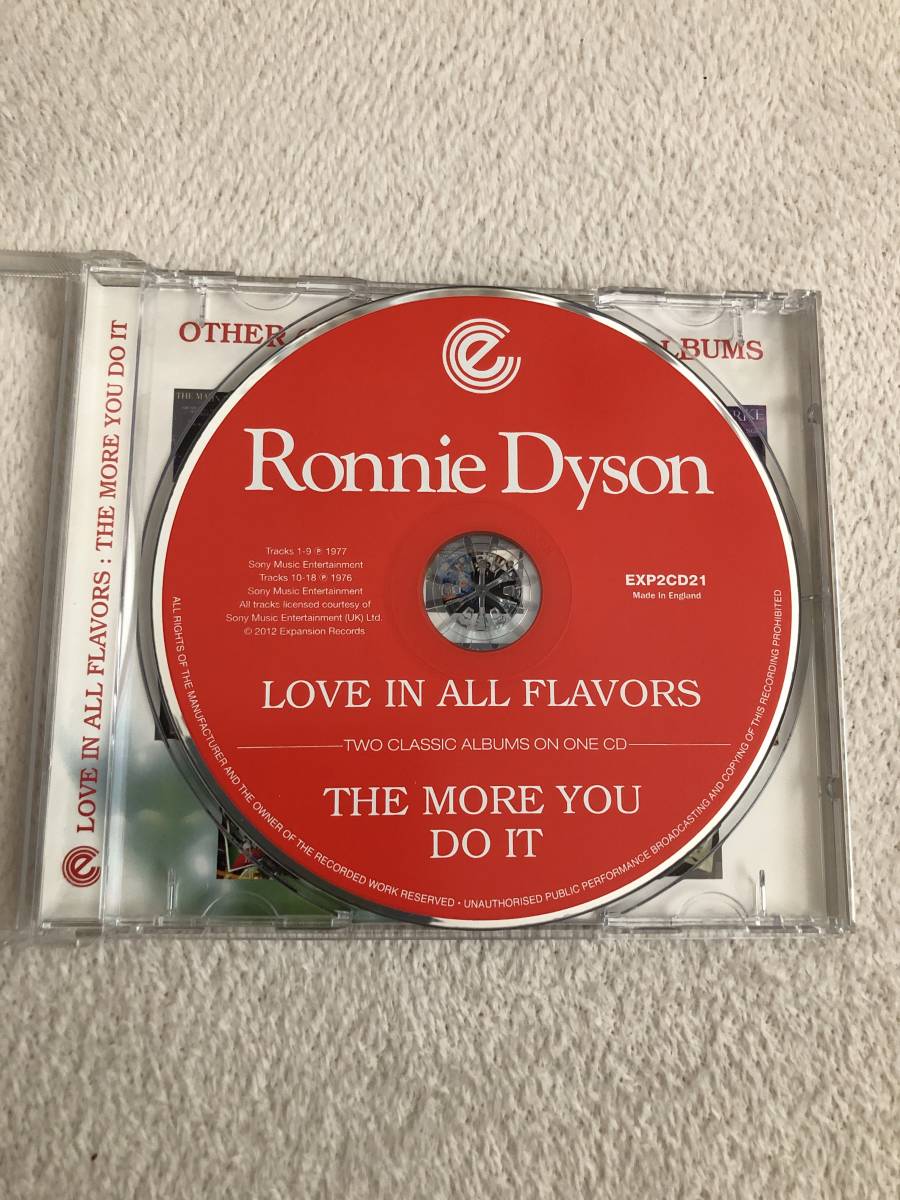 LOVE IN ALL FLAVORS : THE MORE YOU DO IT
OTHER
ALBUMS
THE
Ronnie Dyson
Tracks 1-9 ℗ 1977
Sony Music Entertainment
Tracks 10-18 ℗ 1976
Sony Music Entertainment
All tracks licensed courtesy of
Sony Music Entertainment (UK) Ltd.
© 2012 Expansion Records
EXP2CD21
Made In England
LOVE IN ALL FLAVORS
TWO CLASSIC ALBUMS ON ONE CD
THE MORE YOU
DO IT
ALL RIGHTS OF THE MANUFACTURER AND THE OWNER OF THE RECORDED WORK RESERVED • UNAUTHORISED PUBLIC PERFORMANCE BROADCASTING AND COPYING OF THIS RECORDING PROHIBITED